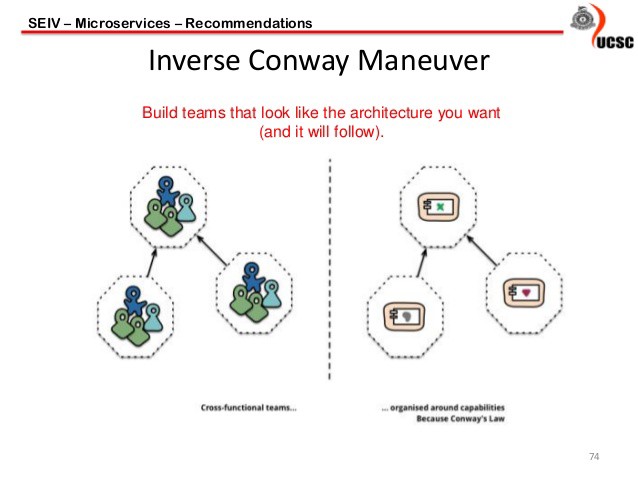 SEIV – Microservices – Recommendations
UCSC
Inverse Conway Maneuver
Build teams that look like the architecture you want
(and it will follow).
Cross-functional teams...
... organised around capabilities
Because Conway's Law
74